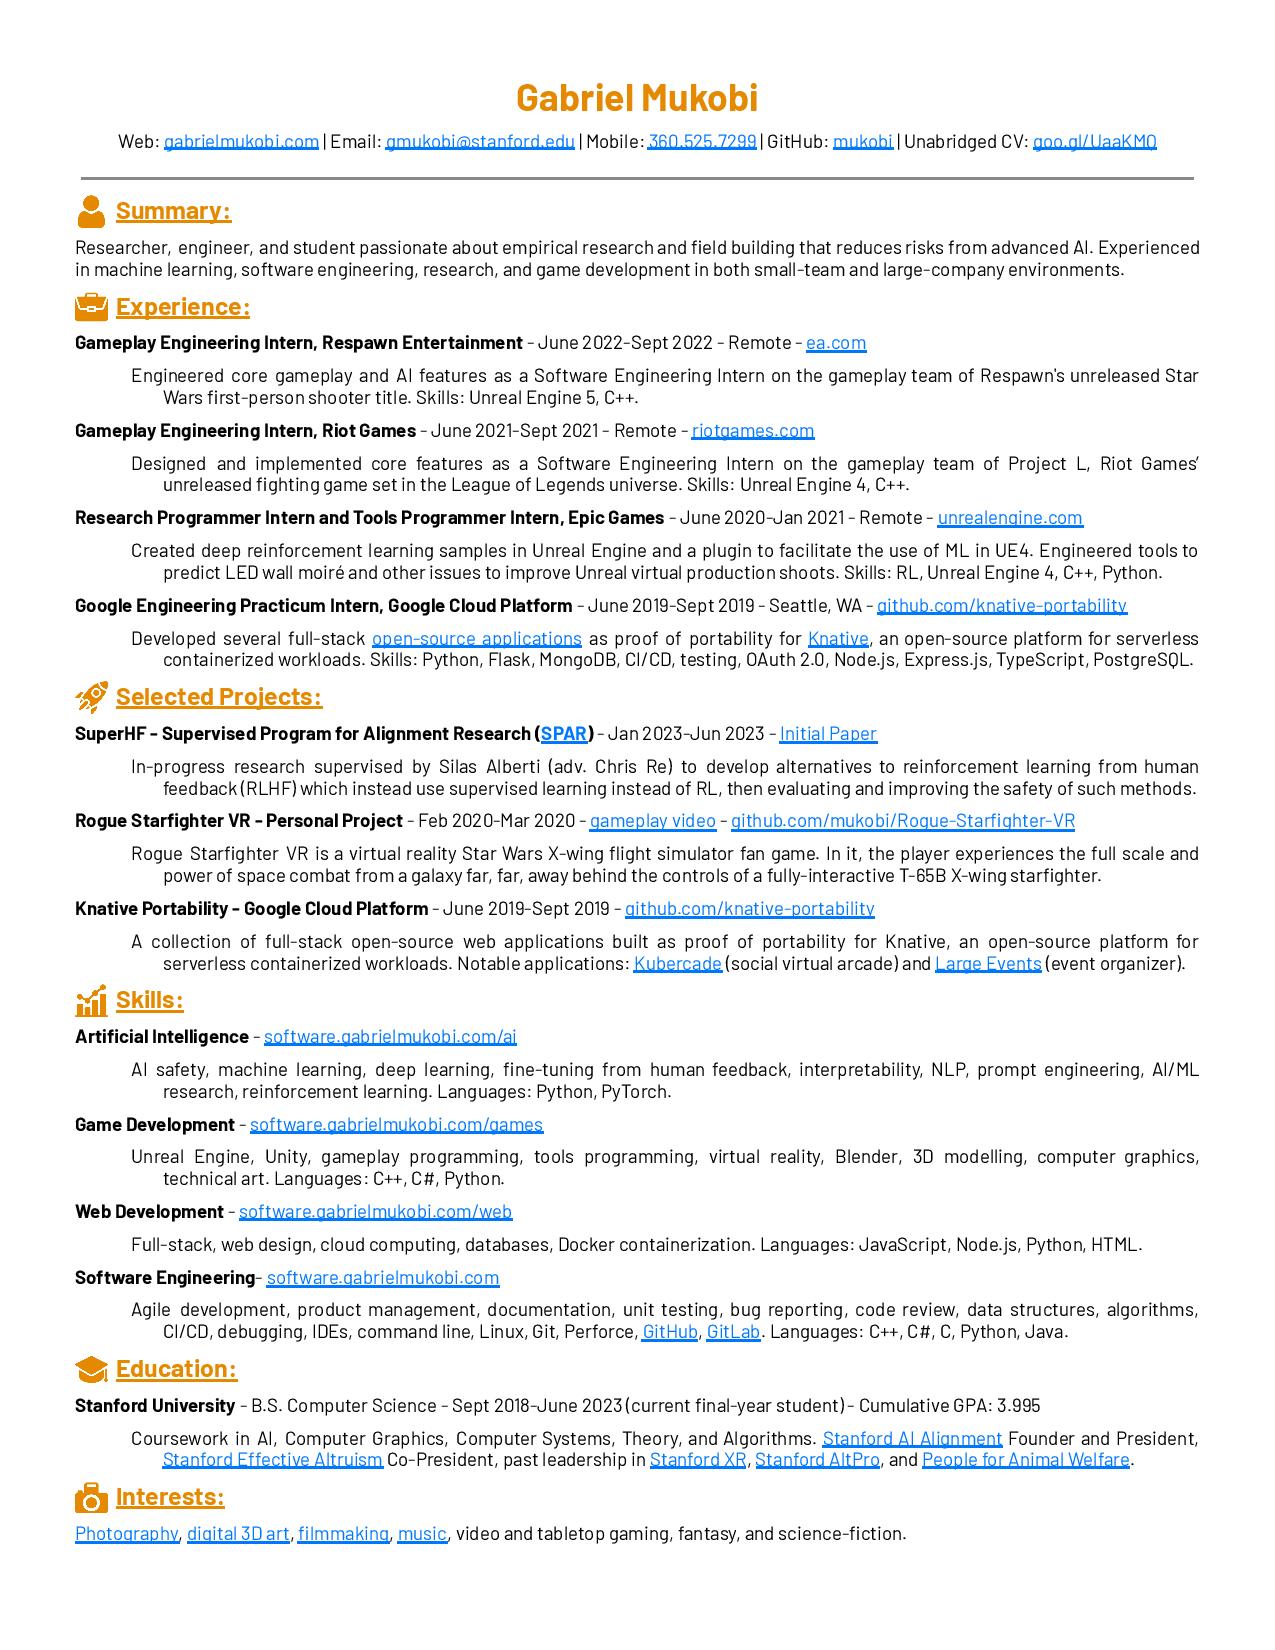 Gabriel Mukobi
Web: gabrielmukobi.com | Email: gmukobi@stanford.edu | Mobile: 360.525.7299 | GitHub: mukobi | Unabridged CV: goo.gl/UaaKMQ
Summary:
Researcher, engineer, and student passionate about empirical research and field building that reduces risks from advanced AI. Experienced
in machine learning, software engineering, research, and game development in both small-team and large-company environments.
Experience:
Gameplay Engineering Intern, Respawn Entertainment - June 2022-Sept 2022 - Remote - ea.com
Engineered core gameplay and AI features as a Software Engineering Intern on the gameplay team of Respawn's unreleased Star
Wars first-person shooter title. Skills: Unreal Engine 5, C++.
Gameplay Engineering Intern, Riot Games - June 2021-Sept 2021 - Remote - riotgames.com
Designed and implemented core features as a Software Engineering Intern on the gameplay team of Project L, Riot Games’
unreleased fighting game set in the League of Legends universe. Skills: Unreal Engine 4, C++.
Research Programmer Intern and Tools Programmer Intern, Epic Games - June 2020-Jan 2021 - Remote - unrealengine.com
Created deep reinforcement learning samples in Unreal Engine and a plugin to facilitate the use of ML in UE4. Engineered tools to
predict LED wall moiré and other issues to improve Unreal virtual production shoots. Skills: RL, Unreal Engine 4, C++, Python.
Google Engineering Practicum Intern, Google Cloud Platform - June 2019-Sept 2019 - Seattle, WA - github.com/knative-portability
Developed several full-stack open-source applications as proof of portability for Knative, an open-source platform for serverless
containerized workloads. Skills: Python, Flask, MongoDB, CI/CD, testing, OAuth 2.0, Node.js, Express.js, TypeScript, PostgreSQL.
Selected Projects:
SuperHF - Supervised Program for Alignment Research (SPAR) - Jan 2023-Jun 2023 - Initial Paper
In-progress research supervised by Silas Alberti (adv. Chris Re) to develop alternatives to reinforcement learning from human
feedback (RLHF) which instead use supervised learning instead of RL, then evaluating and improving the safety of such methods.
Rogue Starfighter VR - Personal Project - Feb 2020-Mar 2020 - gameplay video - github.com/mukobi/Rogue-Starfighter-VR
Rogue Starfighter VR is a virtual reality Star Wars X-wing flight simulator fan game. In it, the player experiences the full scale and
power of space combat from a galaxy far, far, away behind the controls of a fully-interactive T-65B X-wing starfighter.
Knative Portability - Google Cloud Platform - June 2019-Sept 2019 - github.com/knative-portability
A collection of full-stack open-source web applications built as proof of portability for Knative, an open-source platform for
serverless containerized workloads. Notable applications: Kubercade (social virtual arcade) and Large Events (event organizer).
Skills:
Artificial Intelligence - software.gabrielmukobi.com/ai
AI safety, machine learning, deep learning, fine-tuning from human feedback, interpretability, NLP, prompt engineering, AI/ML
research, reinforcement learning. Languages: Python, PyTorch.
Game Development - software.gabrielmukobi.com/games
Unreal Engine, Unity, gameplay programming, tools programming, virtual reality, Blender, 3D modelling, computer graphics,
technical art. Languages: C++, C#, Python.
Web Development - software.gabrielmukobi.com/web
Full-stack, web design, cloud computing, databases, Docker containerization. Languages: JavaScript, Node.js, Python, HTML.
Software Engineering- software.gabrielmukobi.com
Agile development, product management, documentation, unit testing, bug reporting, code review, data structures, algorithms,
CI/CD, debugging, IDEs, command line, Linux, Git, Perforce, GitHub, GitLab. Languages: C++, C#, C, Python, Java.
Education:
Stanford University - B.S. Computer Science - Sept 2018-June 2023 (current final-year student) - Cumulative GPA: 3.995
Coursework in AI, Computer Graphics, Computer Systems, Theory, and Algorithms. Stanford AI Alignment Founder and President,
Stanford Effective Altruism Co-President, past leadership in Stanford XR, Stanford AltPro, and People for Animal Welfare.
Interests:
Photography, digital 3D art, filmmaking, music, video and tabletop gaming, fantasy, and science-fiction.